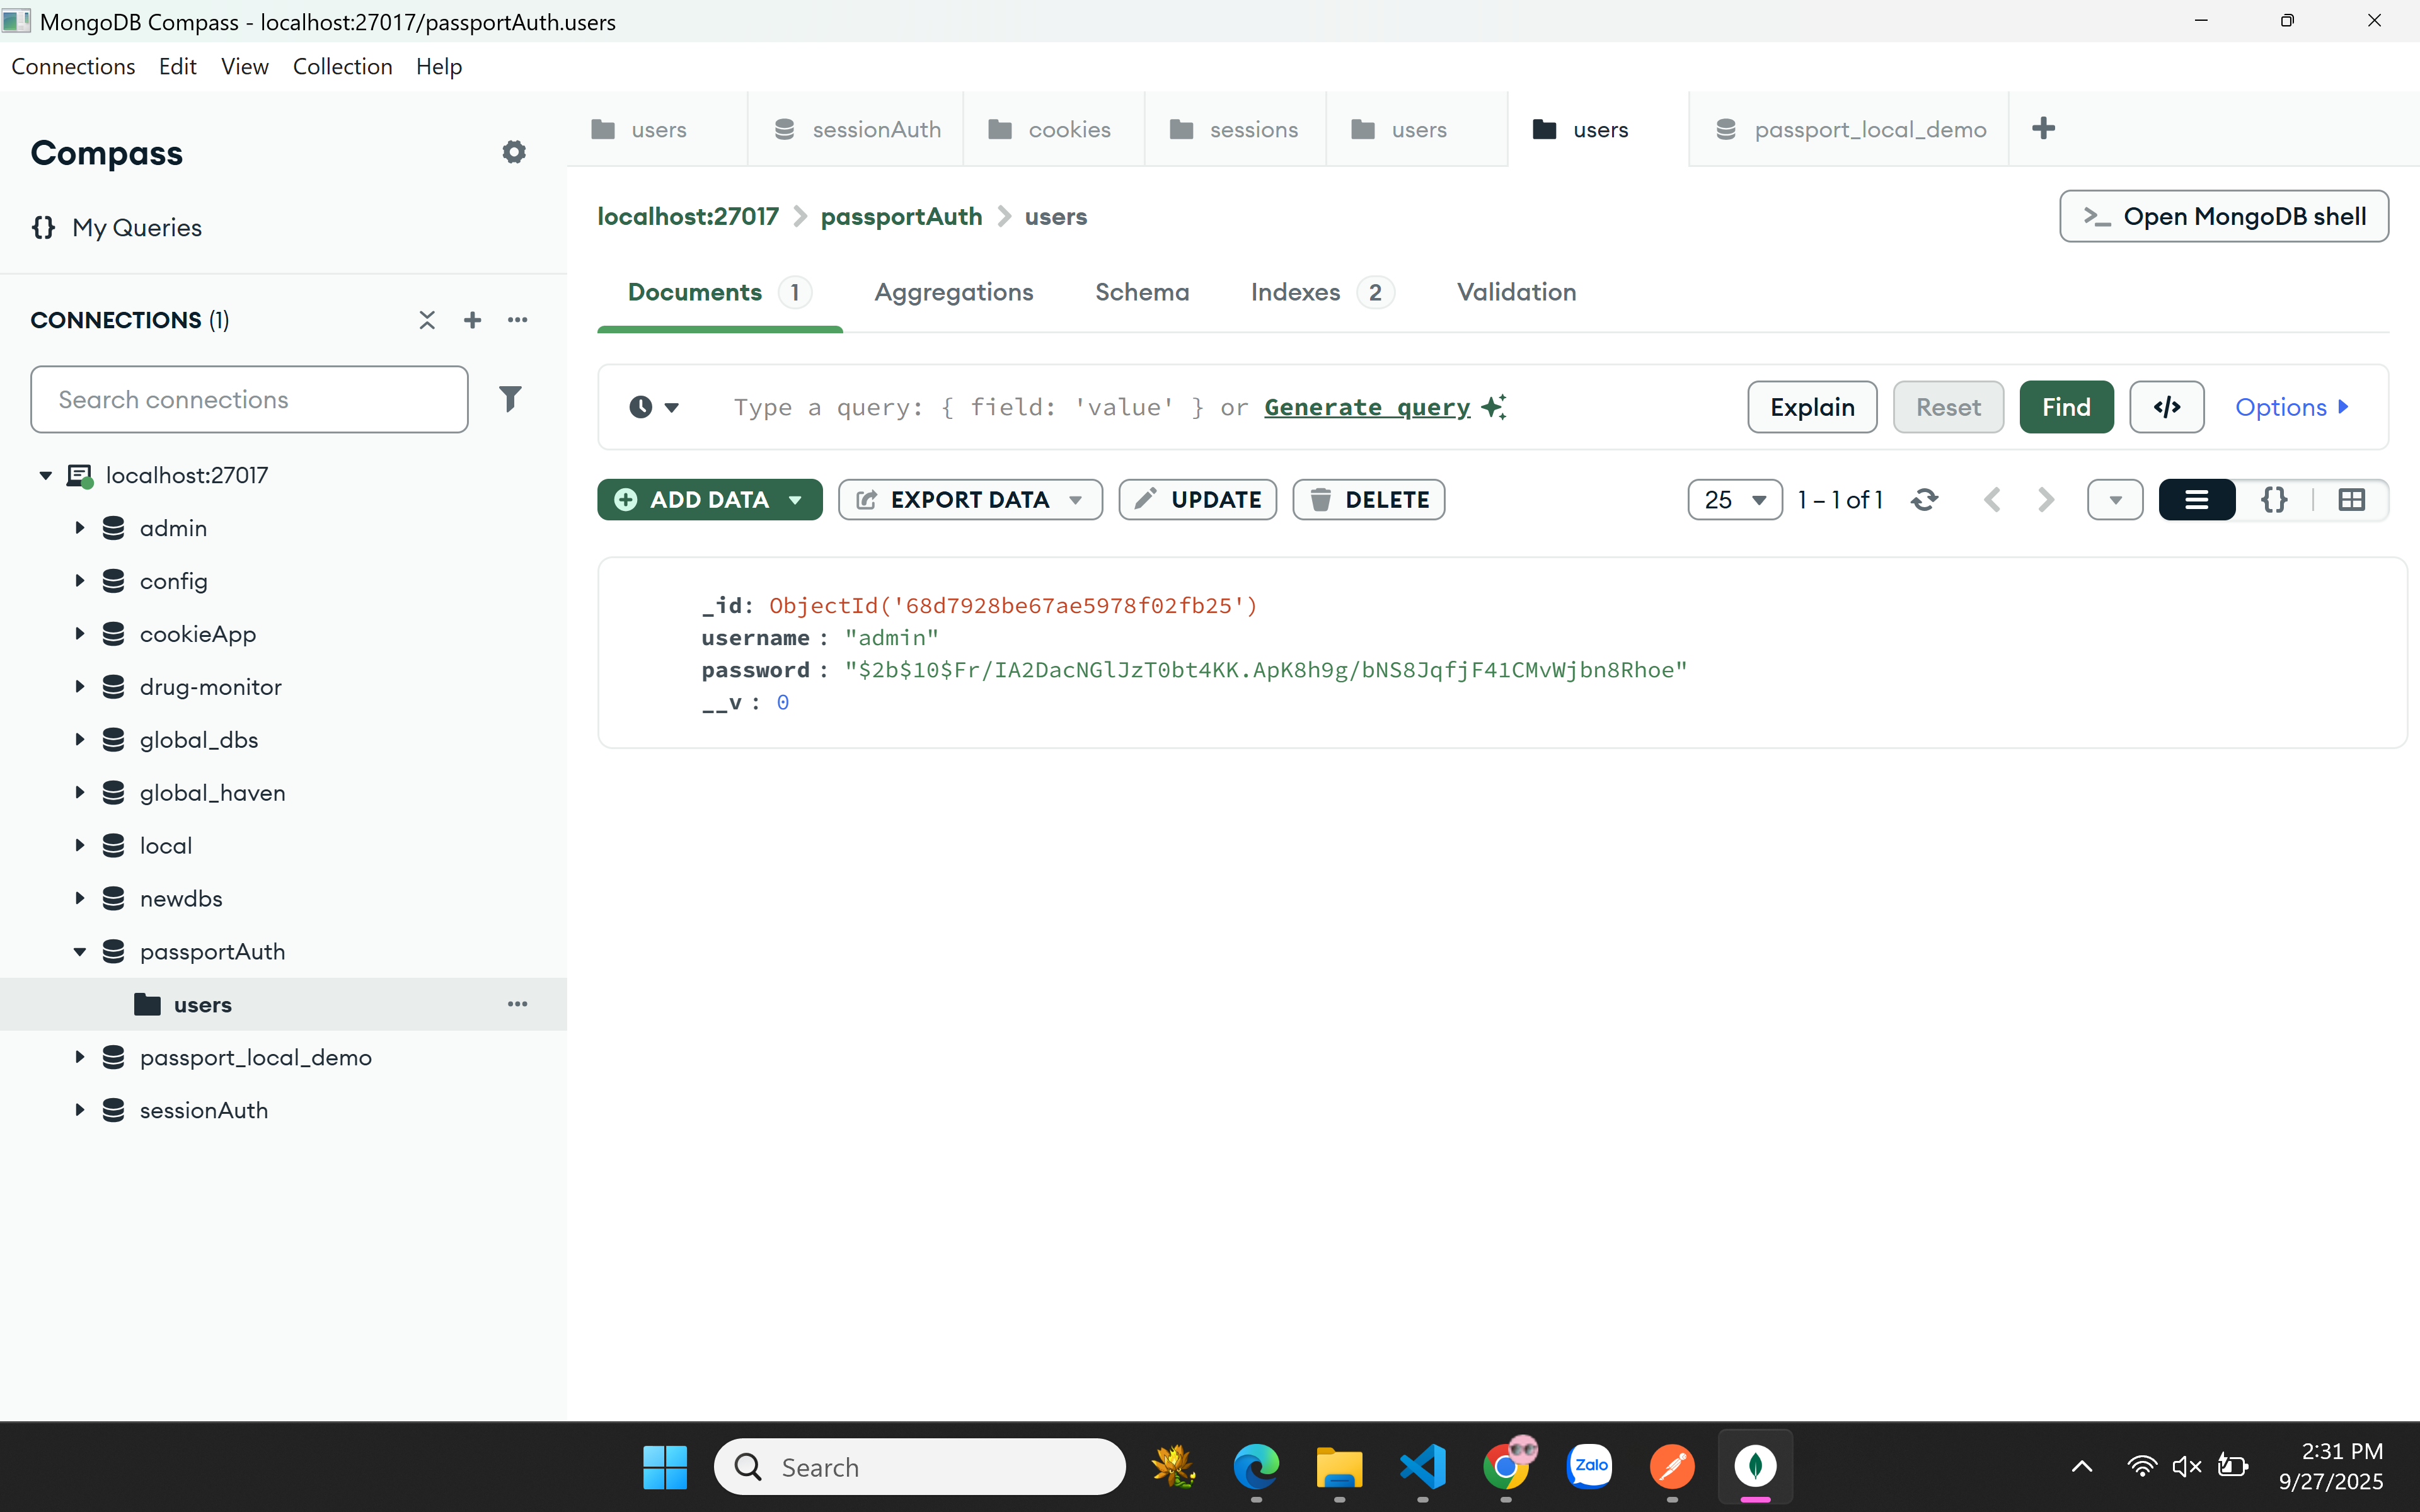 MongoDB Compass - localhost:27017/passportAuth.users
Connections Edit View Collection Help
Compass
{} My Queries
CONNECTIONS (1)
Search connections
localhost:27017
admin
config
cookieApp
drug-monitor
global_dbs
global_haven
local
newdbs
passportAuth
users
passport_local_demo
sessionAuth
users sessionAuth cookies sessions users users passport_local_demo
localhost:27017 > passportAuth > users
>_ Open MongoDB shell
Documents 1 Aggregations Schema Indexes 2 Validation
Type a query: { field: 'value' } or Generate query
Explain Reset Find </> Options
ADD DATA EXPORT DATA UPDATE DELETE
25 1 – 1 of 1 {}
_id: ObjectId('68d7928be67ae5978f02fb25')
username : "admin"
password : "$2b$10$Fr/IA2DacNGlJzT0bt4KK.ApK8h9g/bNS8JqfjF41CMvWjbn8Rhoe"
__v : 0
Search
Zalo
2:31 PM
9/27/2025